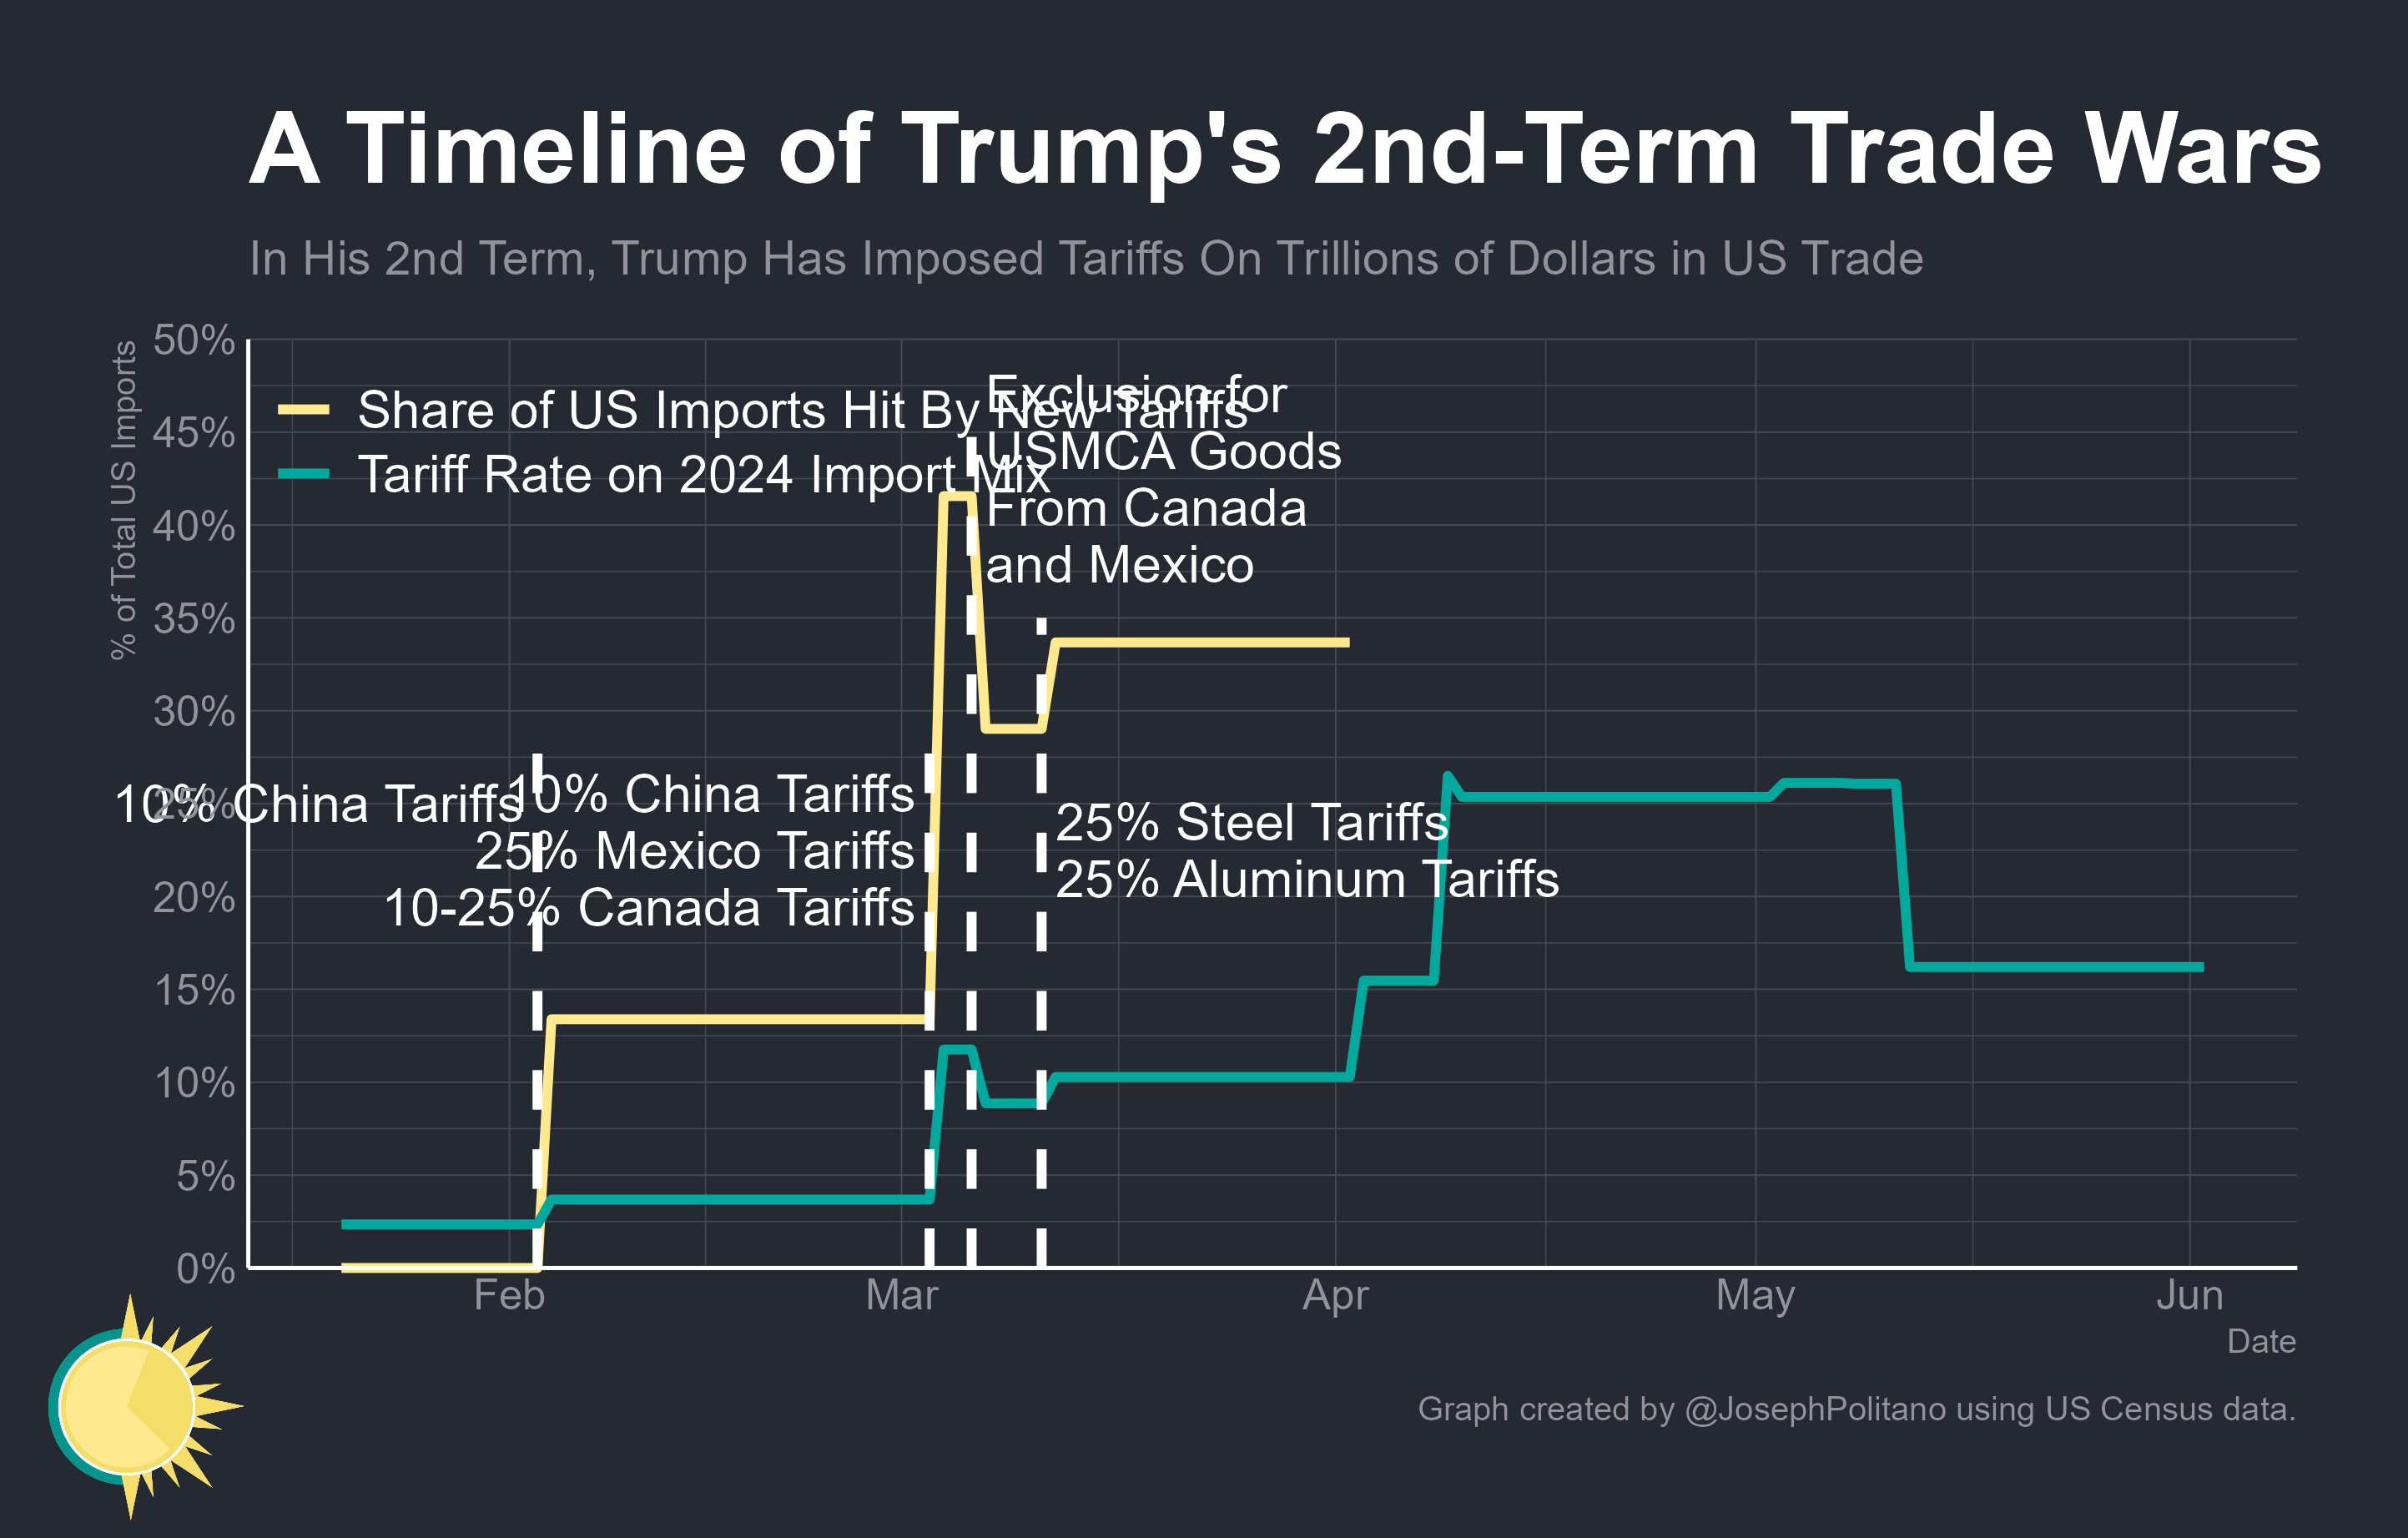 A Timeline of Trump's 2nd-Term Trade Wars
In His 2nd Term, Trump Has Imposed Tariffs On Trillions of Dollars in US Trade
% of Total US Imports
50%
45%
40%
35%
30%
25%
20%
15%
10%
5%
0%
Share of US Imports Hit By New Tariffs
Tariff Rate on 2024 Import Mix
Exclusion for
USMCA Goods
From Canada
and Mexico
10% China Tariffs
10% China Tariffs
25% Mexico Tariffs
10-25% Canada Tariffs
25% Steel Tariffs
25% Aluminum Tariffs
Feb
Mar
Apr
May
Jun
Date
Graph created by @JosephPolitano using US Census data.